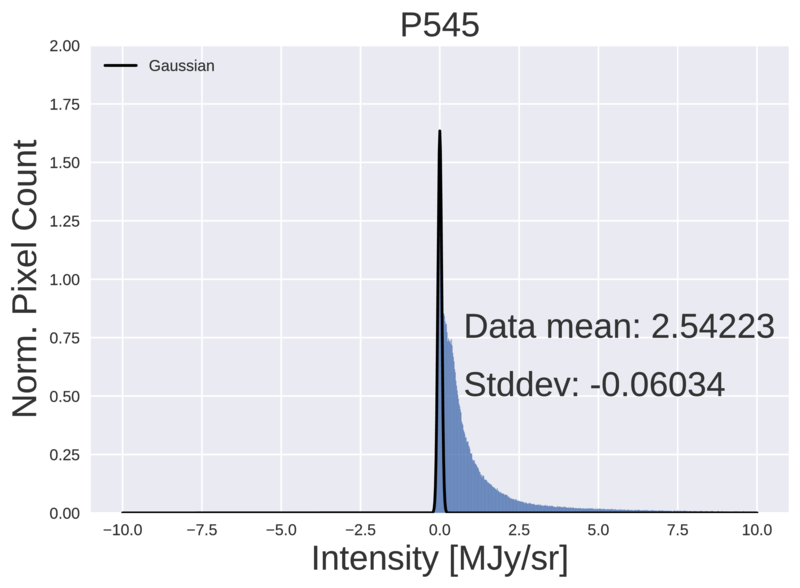 P545
Gaussian
2.00
1.75
1.50
1.25
1.00
0.75
0.50
0.25
0.00
Norm. Pixel Count
Data mean: 2.54223
Stddev: -0.06034
−10.0 −7.5 −5.0 −2.5 0.0 2.5 5.0 7.5 10.0
Intensity [MJy/sr]